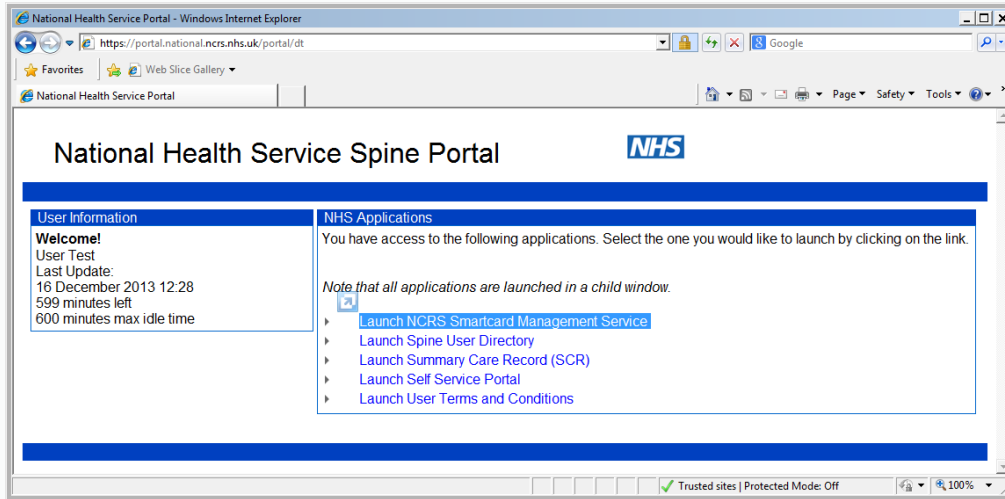 National Health Service Portal - Windows Internet Explorer
https://portal.national.ncrs.nhs.uk/portal/dt
Google
Favorites Web Slice Gallery
National Health Service Portal
Page Safety Tools
National Health Service Spine Portal
NHS
User Information
Welcome!
User Test
Last Update:
16 December 2013 12:28
599 minutes left
600 minutes max idle time
NHS Applications
You have access to the following applications. Select the one you would like to launch by clicking on the link.
Note that all applications are launched in a child window.
Launch NCRS Smartcard Management Service
Launch Spine User Directory
Launch Summary Care Record (SCR)
Launch Self Service Portal
Launch User Terms and Conditions
Trusted sites | Protected Mode: Off
100%